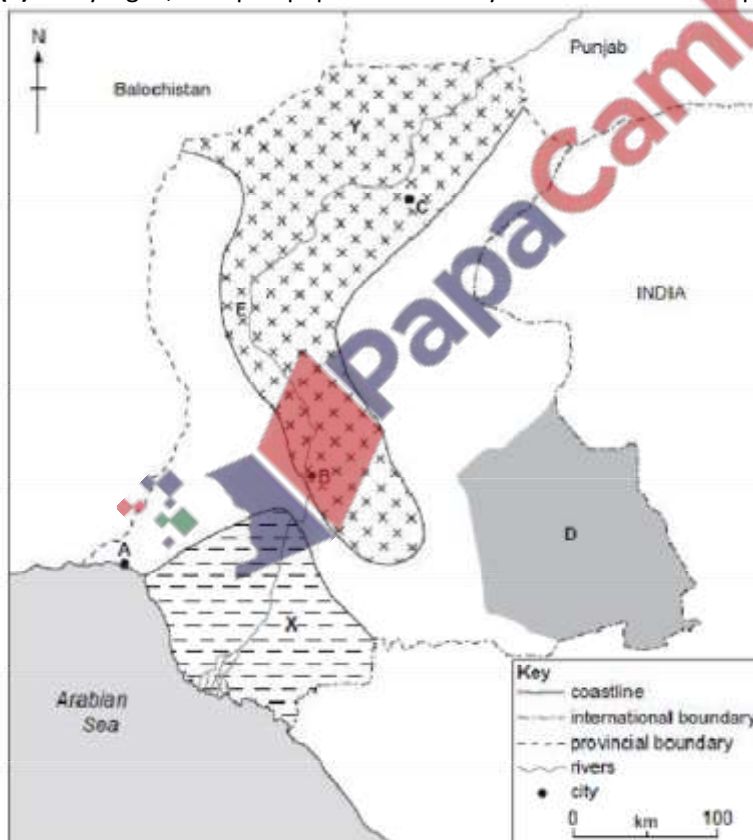 N
Punjab
Balochistan
Y
C
INDIA
E
B
A
D
X
Arabian
Sea
Key
coastline
international boundary
provincial boundary
rivers
city
0 km 100
PapaCam